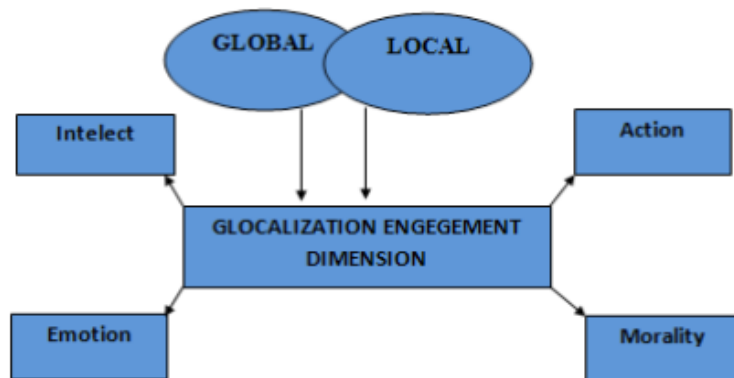 GLOBAL
LOCAL
Intelect
Action
GLOCALIZATION ENGEGEMENT
DIMENSION
Emotion
Morality